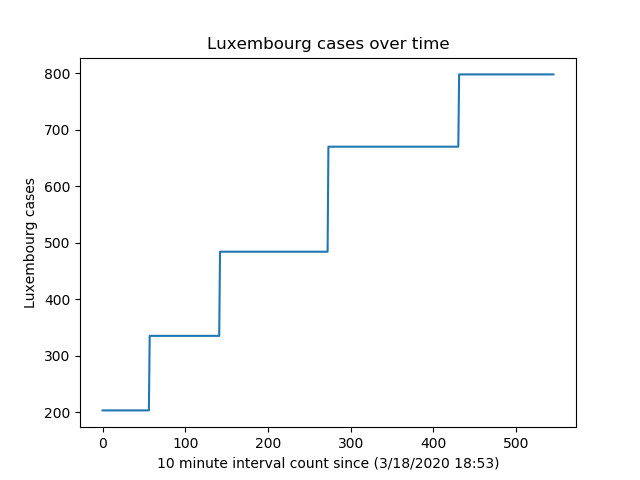 Luxembourg cases over time
800
700
600
500
400
300
200
Luxembourg cases
0 100 200 300 400 500
10 minute interval count since (3/18/2020 18:53)